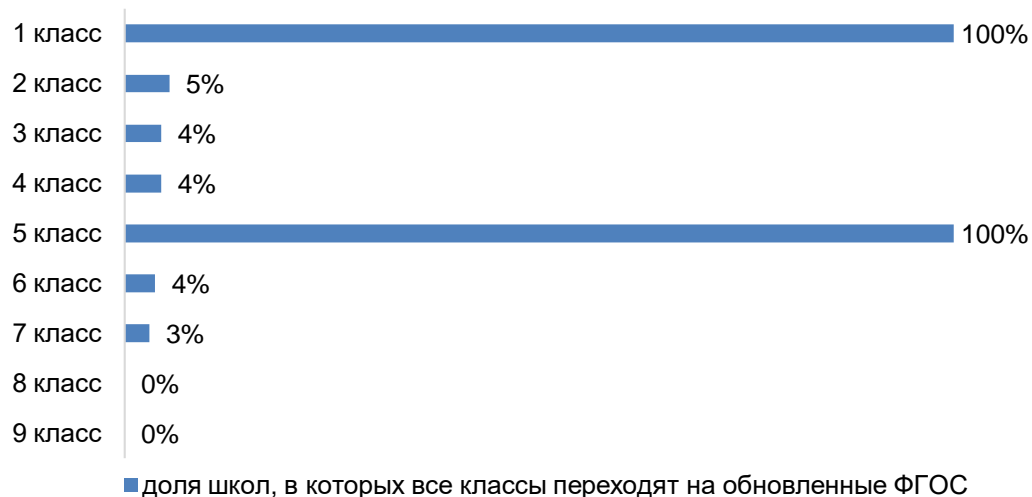 1 класс 100%
2 класс 5%
3 класс 4%
4 класс 4%
5 класс 100%
6 класс 4%
7 класс 3%
8 класс 0%
9 класс 0%
доля школ, в которых все классы переходят на обновленные ФГОС